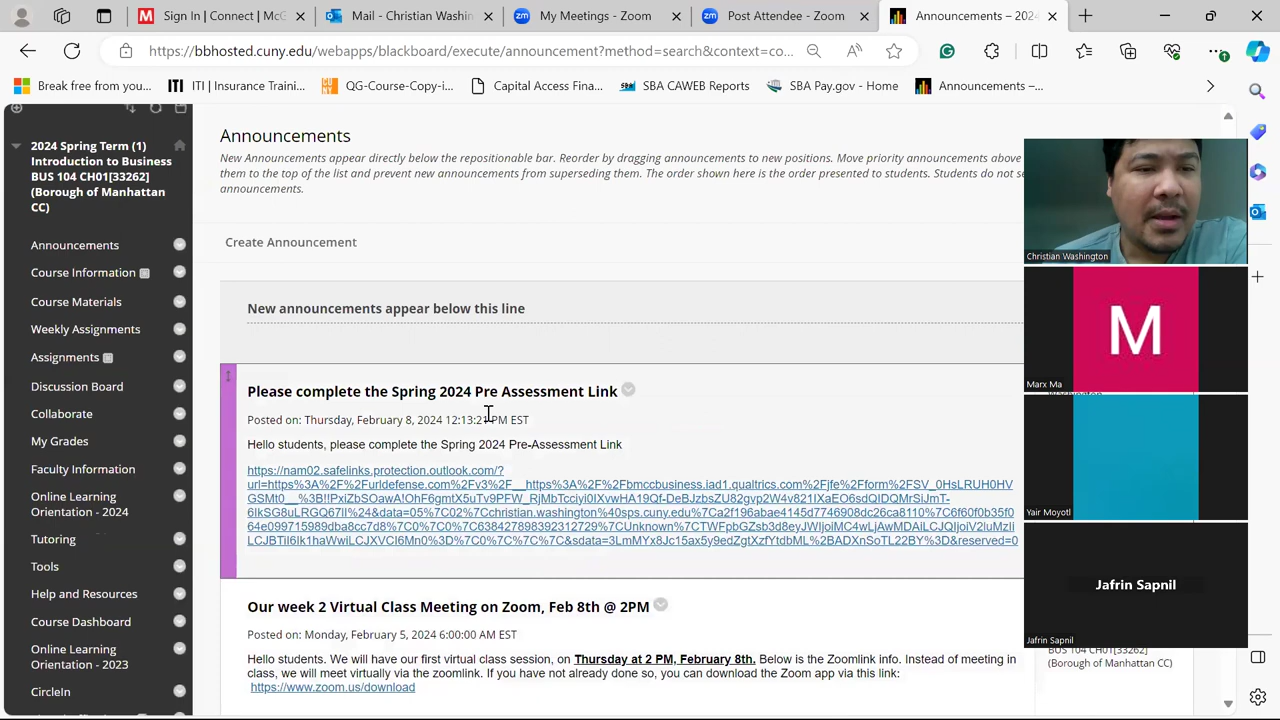 Sign In | Connect | McG
Mail - Christian Washin
My Meetings - Zoom
Post Attendee - Zoom
Announcements – 202
https://bbhosted.cuny.edu/webapps/blackboard/execute/announcement?method=search&context=co...
Break free from you...
ITI | Insurance Traini...
QG-Course-Copy-i...
Capital Access Fina...
SBA CAWEB Reports
SBA Pay.gov - Home
Announcements –...
2024 Spring Term (1)
Introduction to Business
BUS 104 CH01[33262]
(Borough of Manhattan
CC)
Announcements
Course Information
Course Materials
Weekly Assignments
Assignments
Discussion Board
Collaborate
My Grades
Faculty Information
Online Learning
Orientation - 2024
Tutoring
Tools
Help and Resources
Course Dashboard
Online Learning
Orientation - 2023
CircleIn
Announcements
New Announcements appear directly below the repositionable bar. Reorder by dragging announcements to new positions. Move priority announcements above
them to the top of the list and prevent new announcements from superseding them. The order shown here is the order presented to students. Students do not se
announcements.
Create Announcement
New announcements appear below this line
Please complete the Spring 2024 Pre Assessment Link
Posted on: Thursday, February 8, 2024 12:13:21 PM EST
Hello students, please complete the Spring 2024 Pre-Assessment Link
https://nam02.safelinks.protection.outlook.com/?
Our week 2 Virtual Class Meeting on Zoom, Feb 8th @ 2PM
Posted on: Monday, February 5, 2024 6:00:00 AM EST
Hello students. We will have our first virtual class session, on Thursday at 2 PM, February 8th. Below is the Zoomlink info. Instead of meeting in
class, we will meet virtually via the zoomlink. If you have not already done so, you can download the Zoom app via this link:
https://www.zoom.us/download
Christian Washington
M
Marx Ma
Yair Moyotl
Jafrin Sapnil
Jafrin Sapnil
BUS 104 CH01[33262]
(Borough of Manhattan CC)